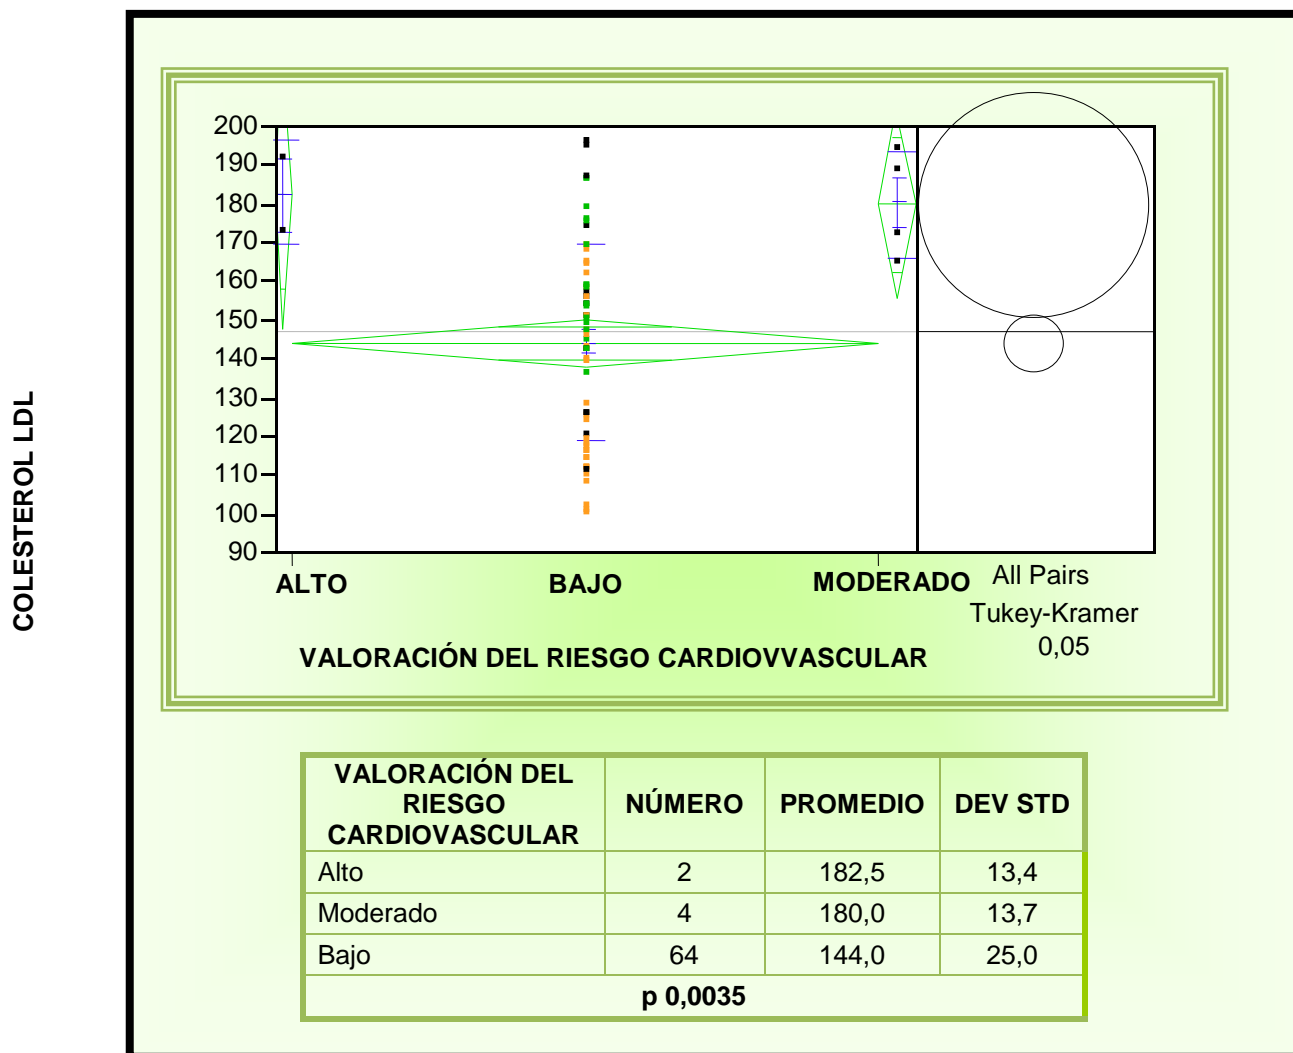 COLESTEROL LDL
200
190
180
170
160
150
140
130
120
110
100
90
ALTO BAJO MODERADO
All Pairs
Tukey-Kramer
0,05
VALORACIÓN DEL RIESGO CARDIOVVASCULAR
VALORACIÓN DEL
RIESGO
CARDIOVASCULAR NÚMERO PROMEDIO DEV STD
Alto 2 182,5 13,4
Moderado 4 180,0 13,7
Bajo 64 144,0 25,0
p 0,0035